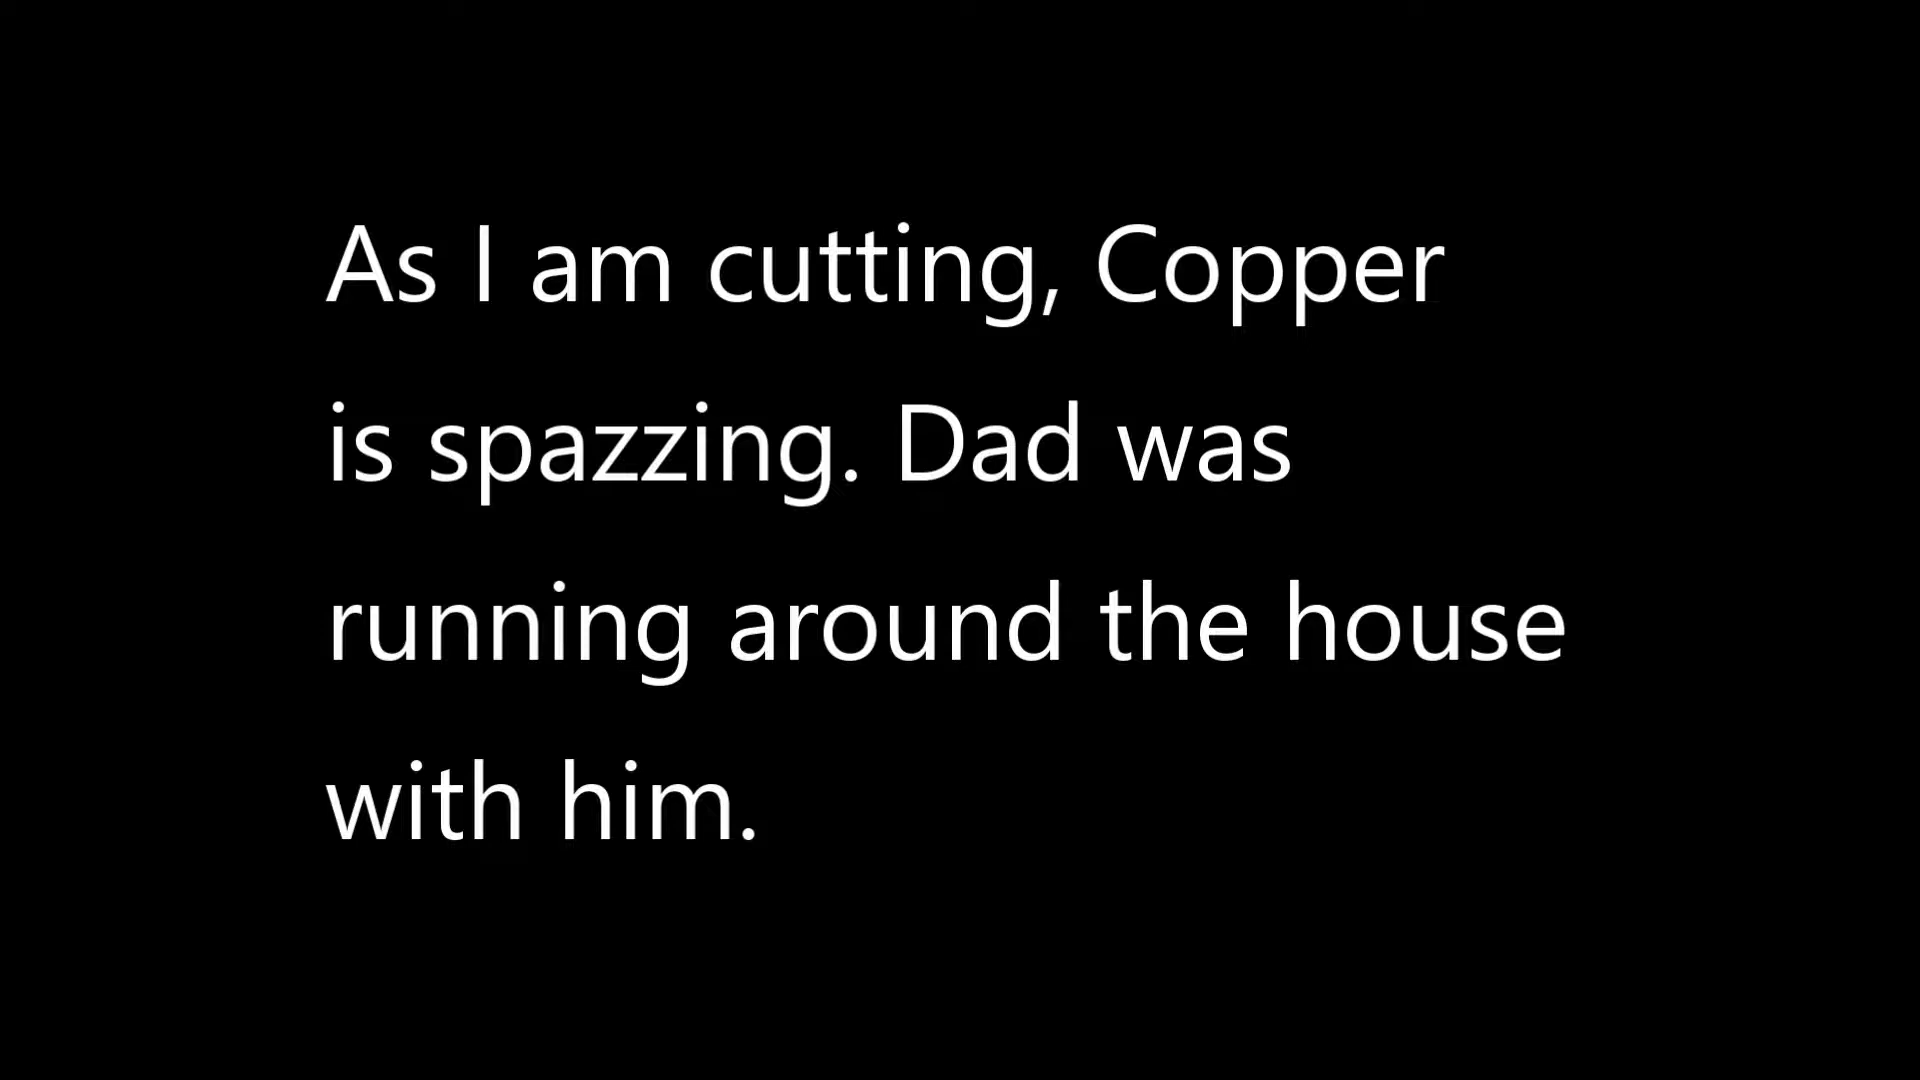 As I am cutting, Copper
is spazzing. Dad was
running around the house
with him.